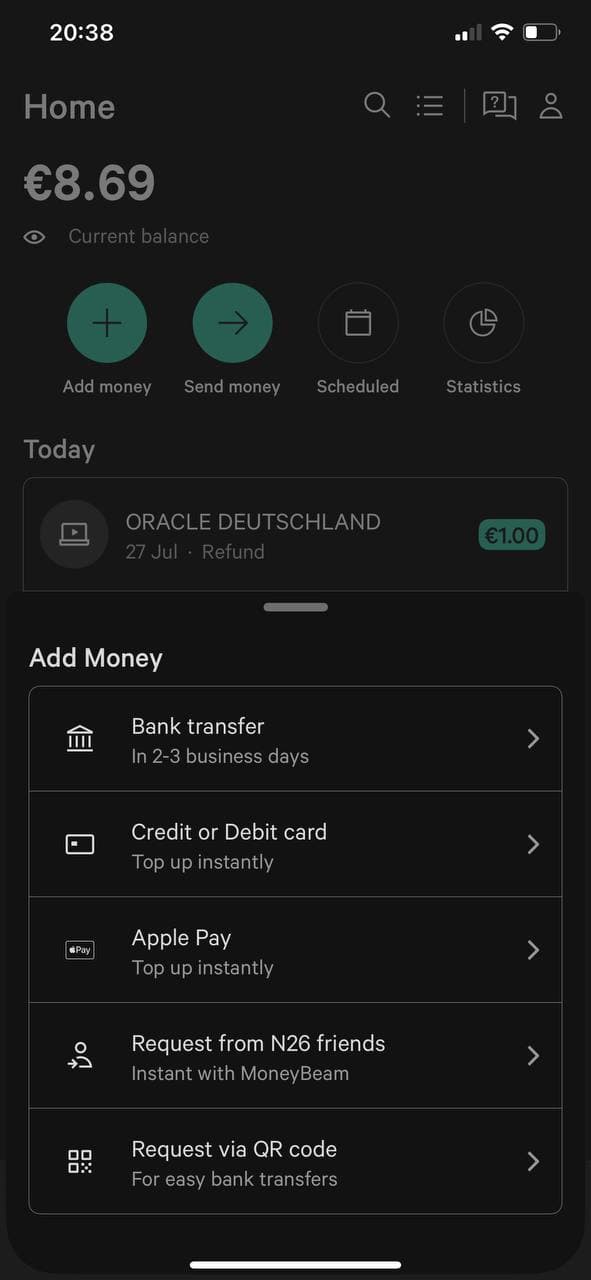 20:38
Home
€8.69
Current balance
Add money
Send money
Scheduled
Statistics
Today
ORACLE DEUTSCHLAND
27 Jul · Refund
€1.00
Add Money
Bank transfer
In 2-3 business days
Credit or Debit card
Top up instantly
Pay
Apple Pay
Top up instantly
Request from N26 friends
Instant with MoneyBeam
Request via QR code
For easy bank transfers